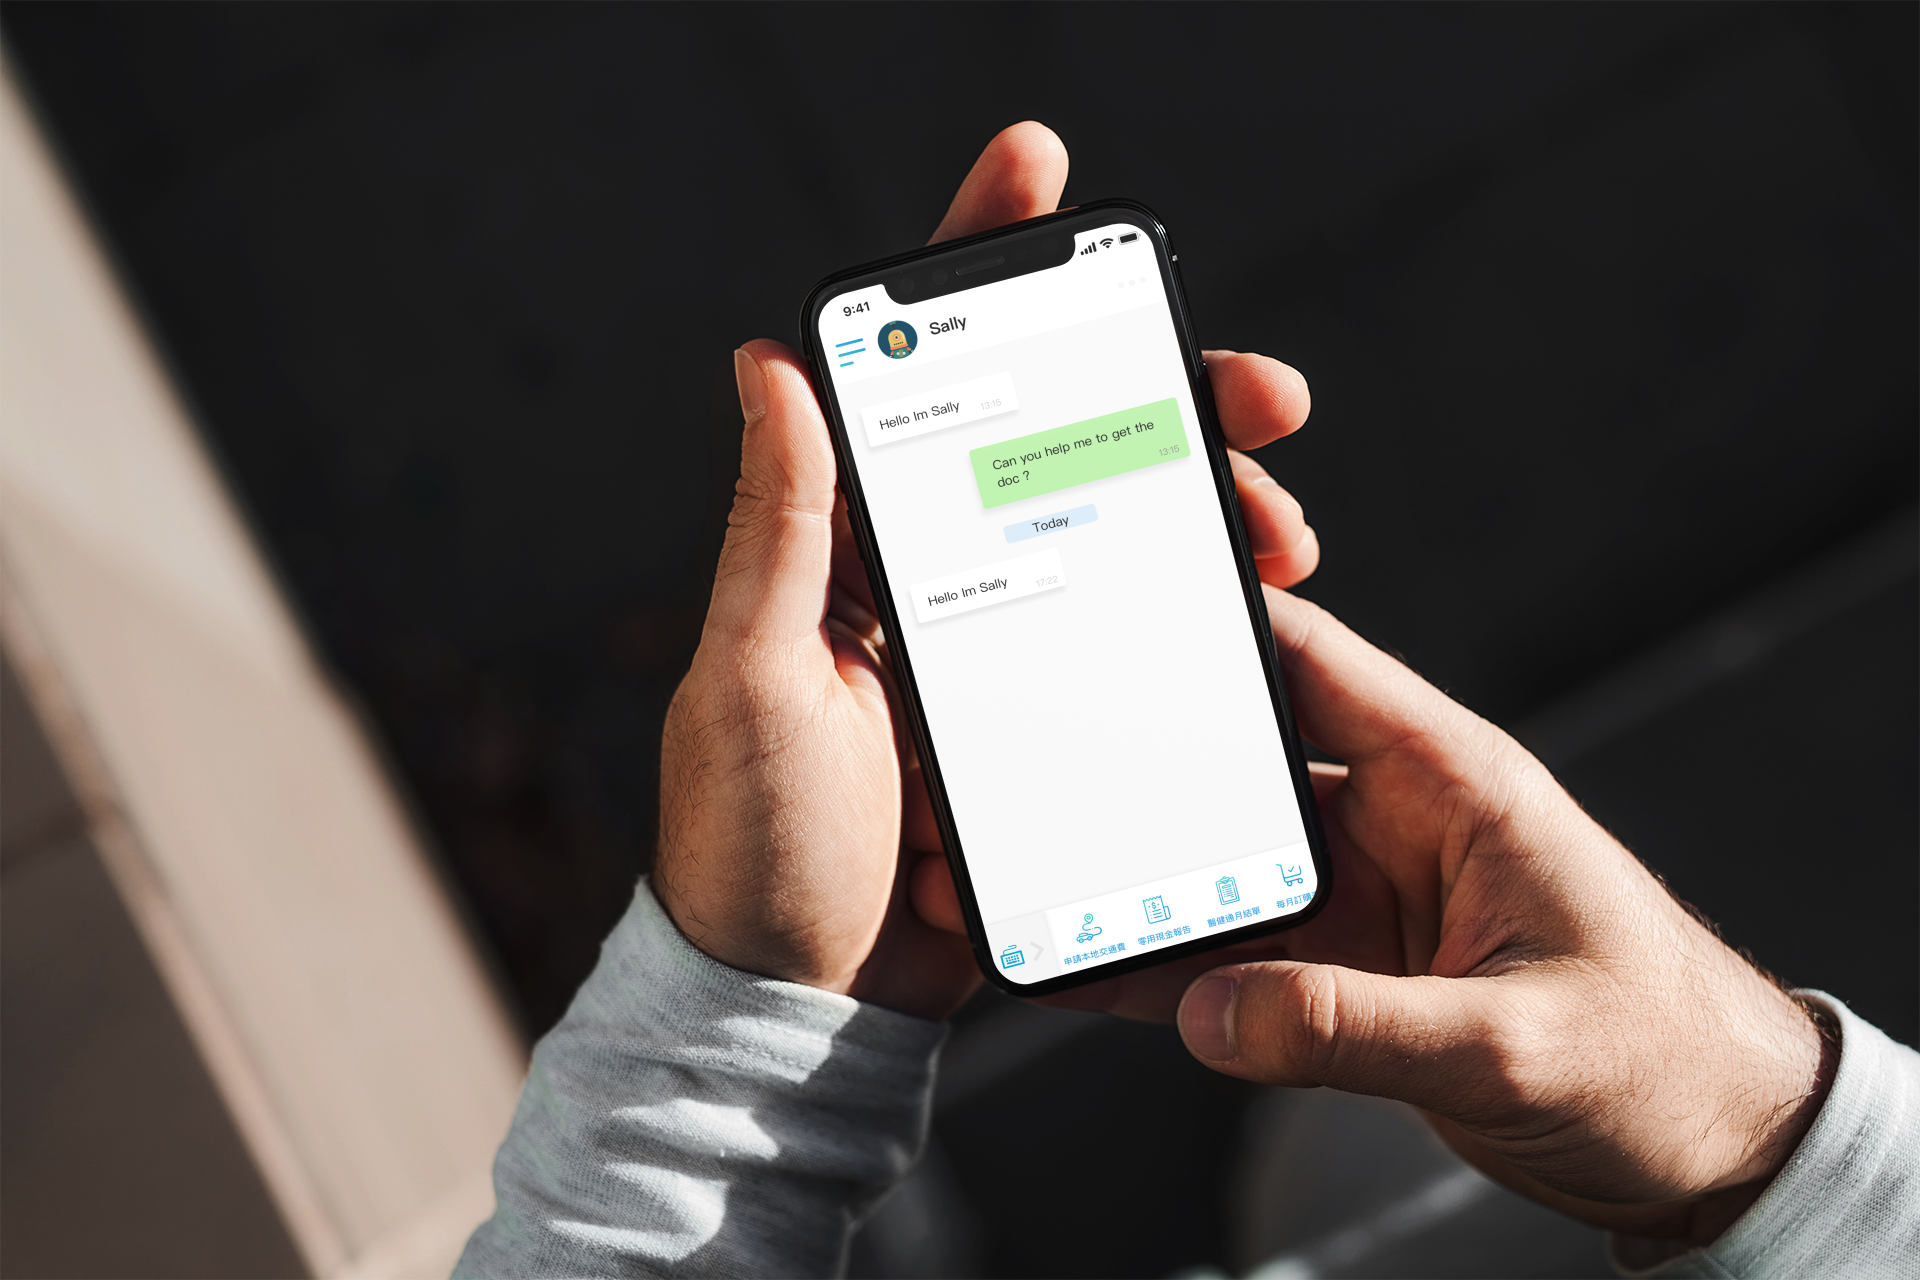 9:41
Sally
Hello Im Sally 13:15
Can you help me to get the
doc ? 13:15
Today
Hello Im Sally 17:22
申請本地交通費
零用現金報告
醫健通月結單
每月訂購